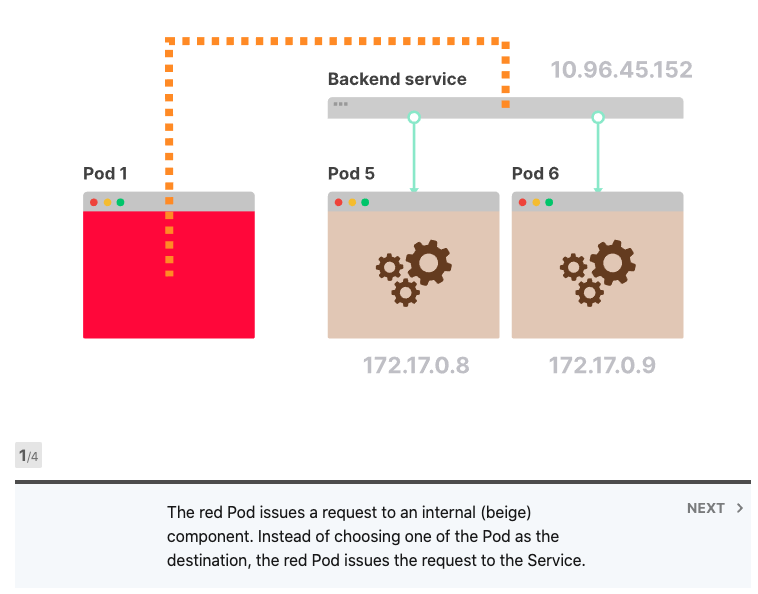 10.96.45.152
Backend service
Pod 1
Pod 5
Pod 6
172.17.0.8
172.17.0.9
1/4
The red Pod issues a request to an internal (beige)
component. Instead of choosing one of the Pod as the
destination, the red Pod issues the request to the Service.
NEXT